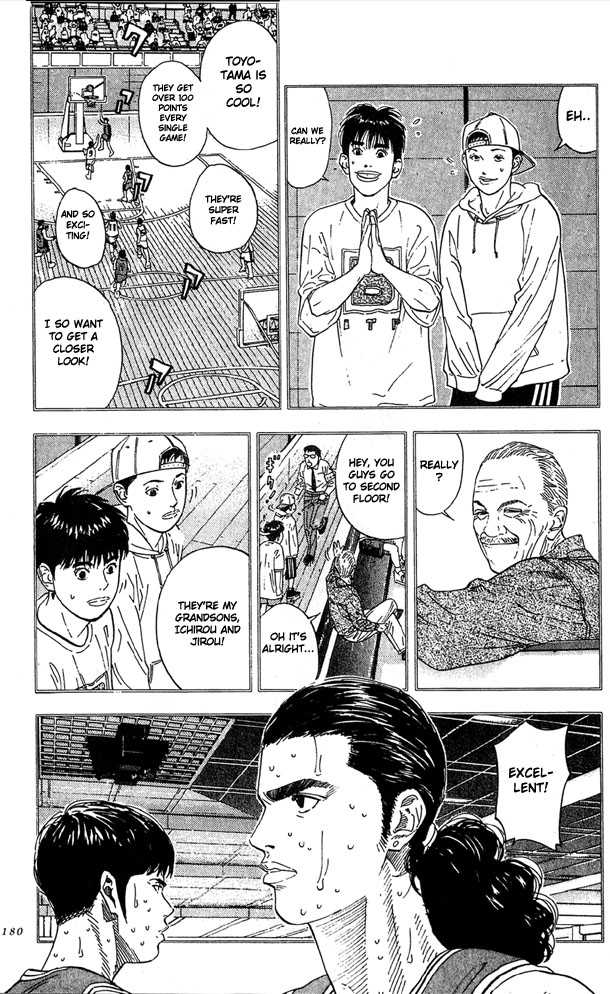 EH..
CAN WE
REALLY?
TOYO-
TAMA IS
SO
COOL!
THEY GET
OVER 100
POINTS
EVERY
SINGLE
GAME!
THEY'RE
SUPER
FAST!
AND SO
EXCI-
TING!
I SO WANT
TO GET A
CLOSER
LOOK!
REALLY
?
HEY, YOU
GUYS GO
TO SECOND
FLOOR!
OH IT'S
ALRIGHT...
THEY'RE MY
GRANDSONS,
ICHIROU AND
JIROU!
EXCEL-
LENT!
180